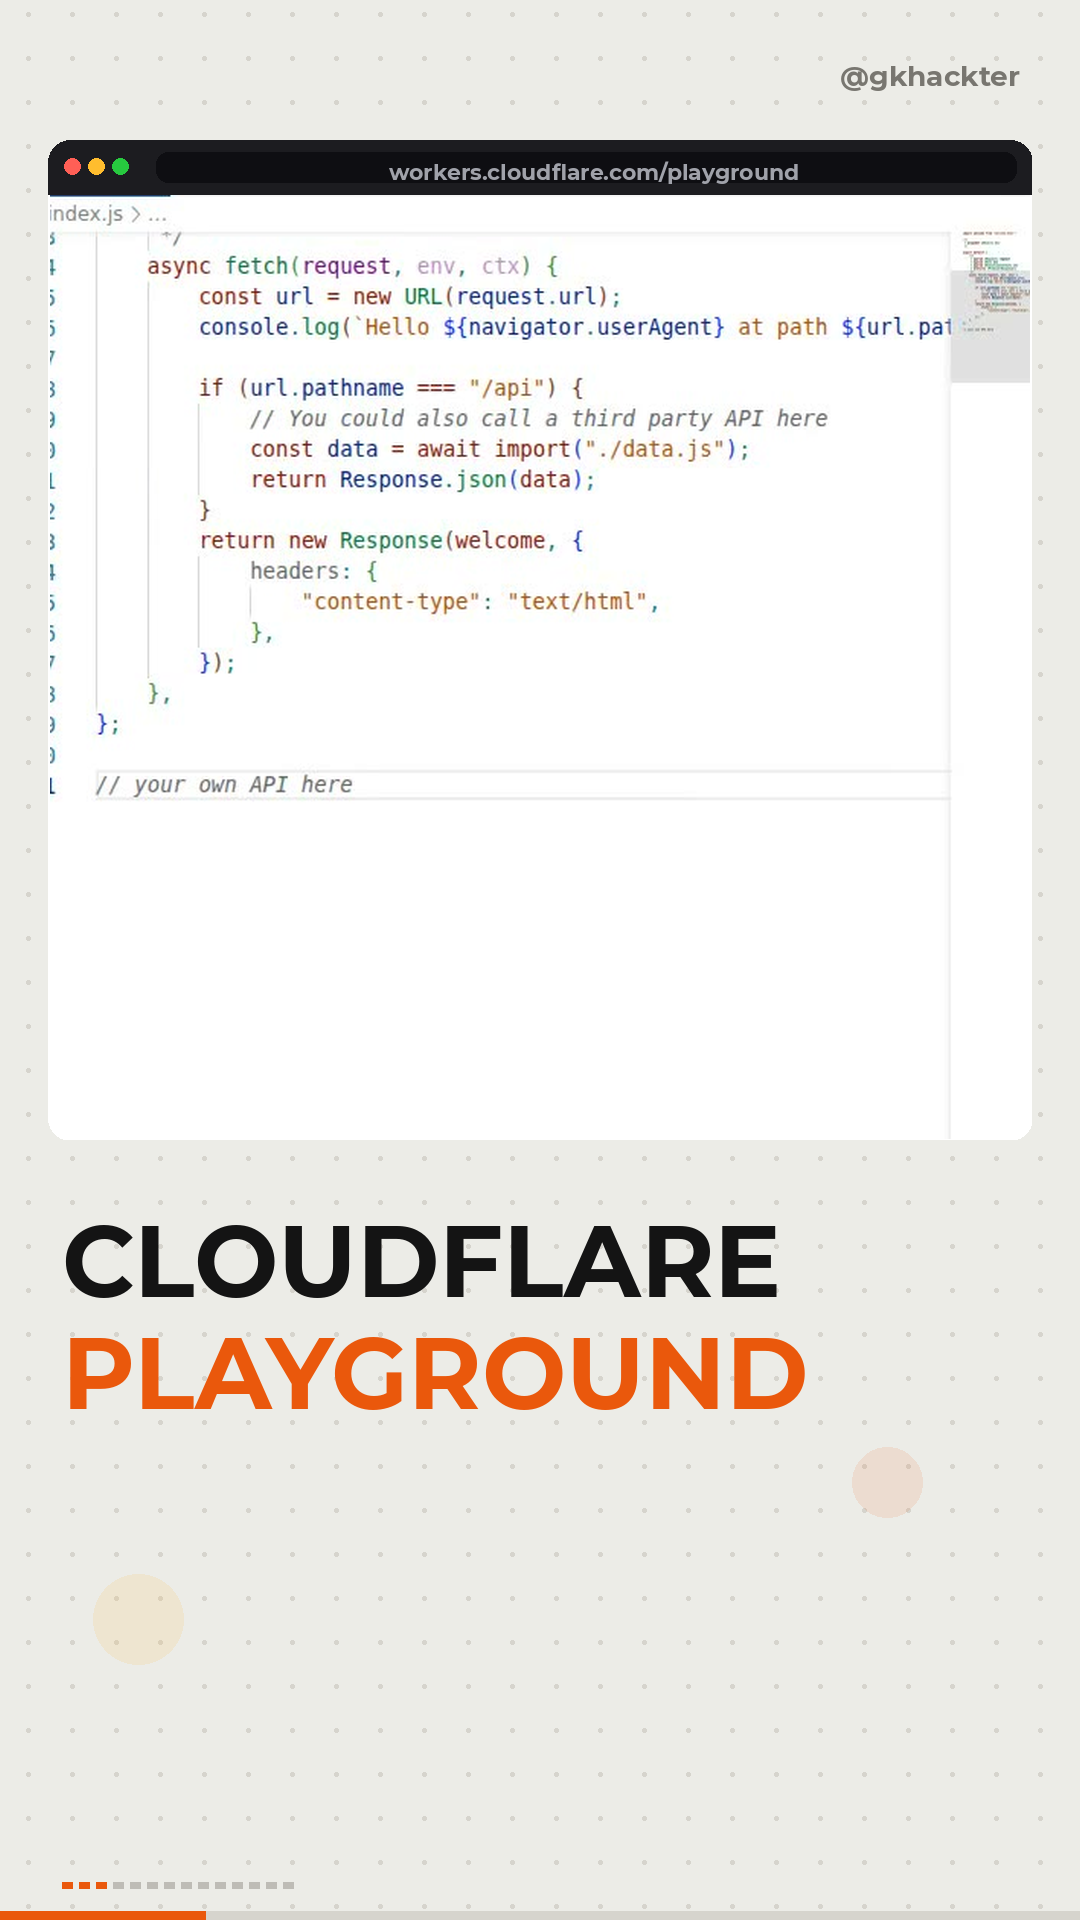 @gkhackter
workers.cloudflare.com/playground
index.js > ...
*/
async fetch(request, env, ctx) {
const url = new URL(request.url);
console.log(`Hello ${navigator.userAgent} at path ${url.pat
if (url.pathname === "/api") {
// You could also call a third party API here
const data = await import("./data.js");
return Response.json(data);
}
return new Response(welcome, {
headers: {
"content-type": "text/html",
},
});
},
};
// your own API here
CLOUDFLARE
PLAYGROUND